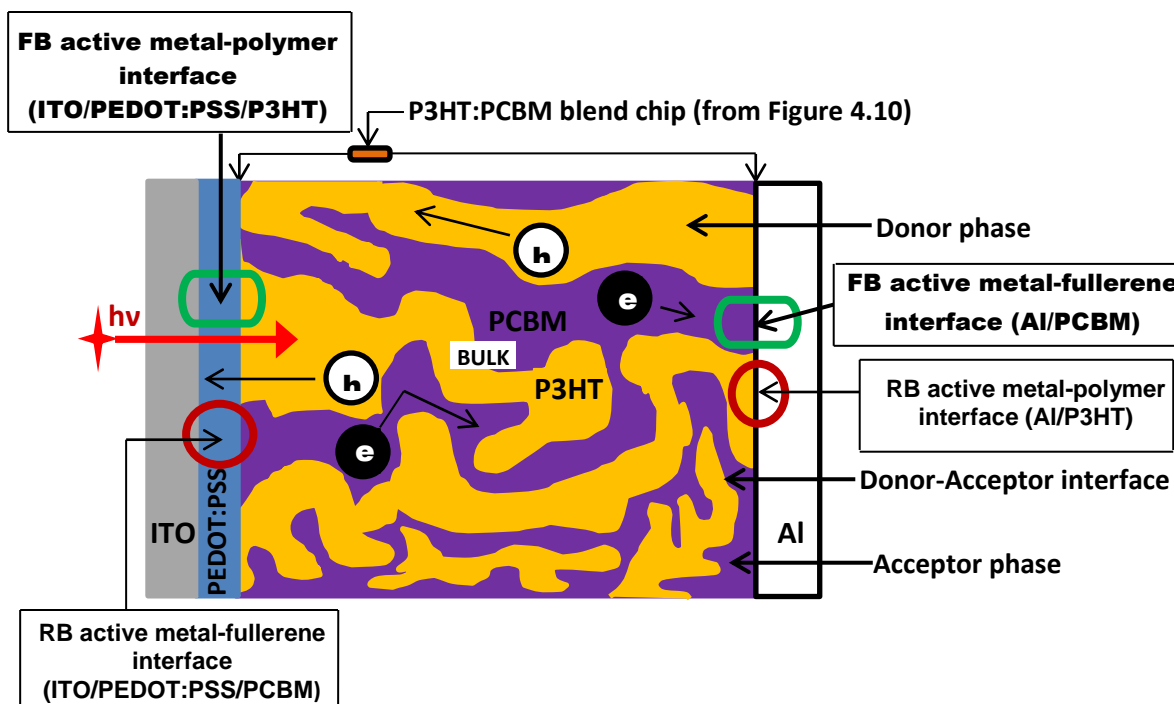 FB active metal-polymer
interface
(ITO/PEDOT:PSS/P3HT)
P3HT:PCBM blend chip (from Figure 4.10)
h
Donor phase
e
FB active metal-fullerene
interface (Al/PCBM)
hν
PCBM
BULK
P3HT
h
RB active metal-polymer
interface (Al/P3HT)
e
Donor-Acceptor interface
ITO
PEDOT:PSS
Al
Acceptor phase
RB active metal-fullerene
interface
(ITO/PEDOT:PSS/PCBM)